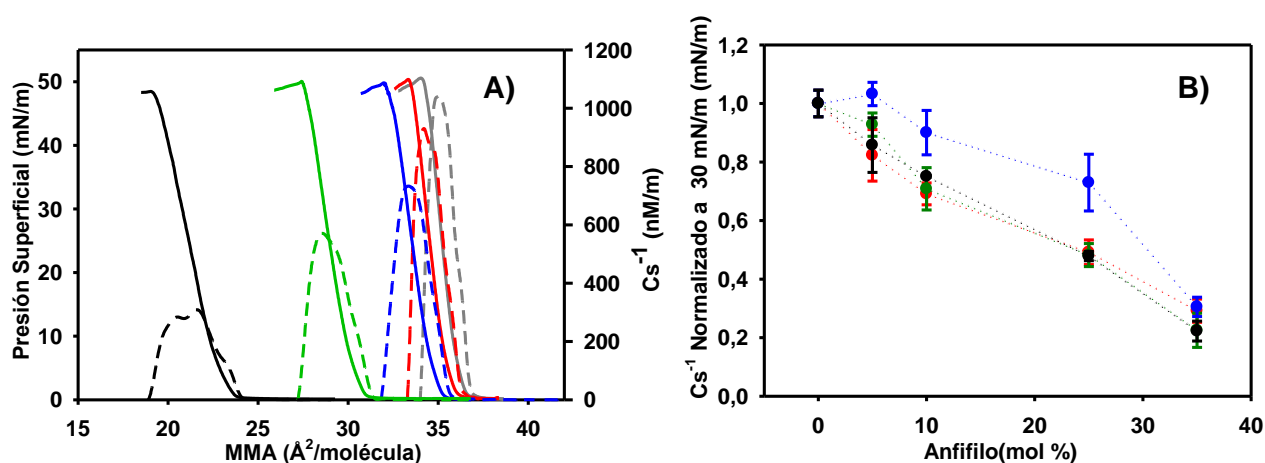 A)
Presión Superficial (mN/m)
50
40
30
20
10
0
15 20 25 30 35 40
MMA (Å²/molécula)
1200
1000
800
600
400
200
0
Cs⁻¹ (nM/m)
B)
Cs⁻¹ Normalizado a 30 mN/m (mN/m)
1,2
1,0
0,8
0,6
0,4
0,2
0,0
0 10 20 30 40
Anfifilo(mol %)